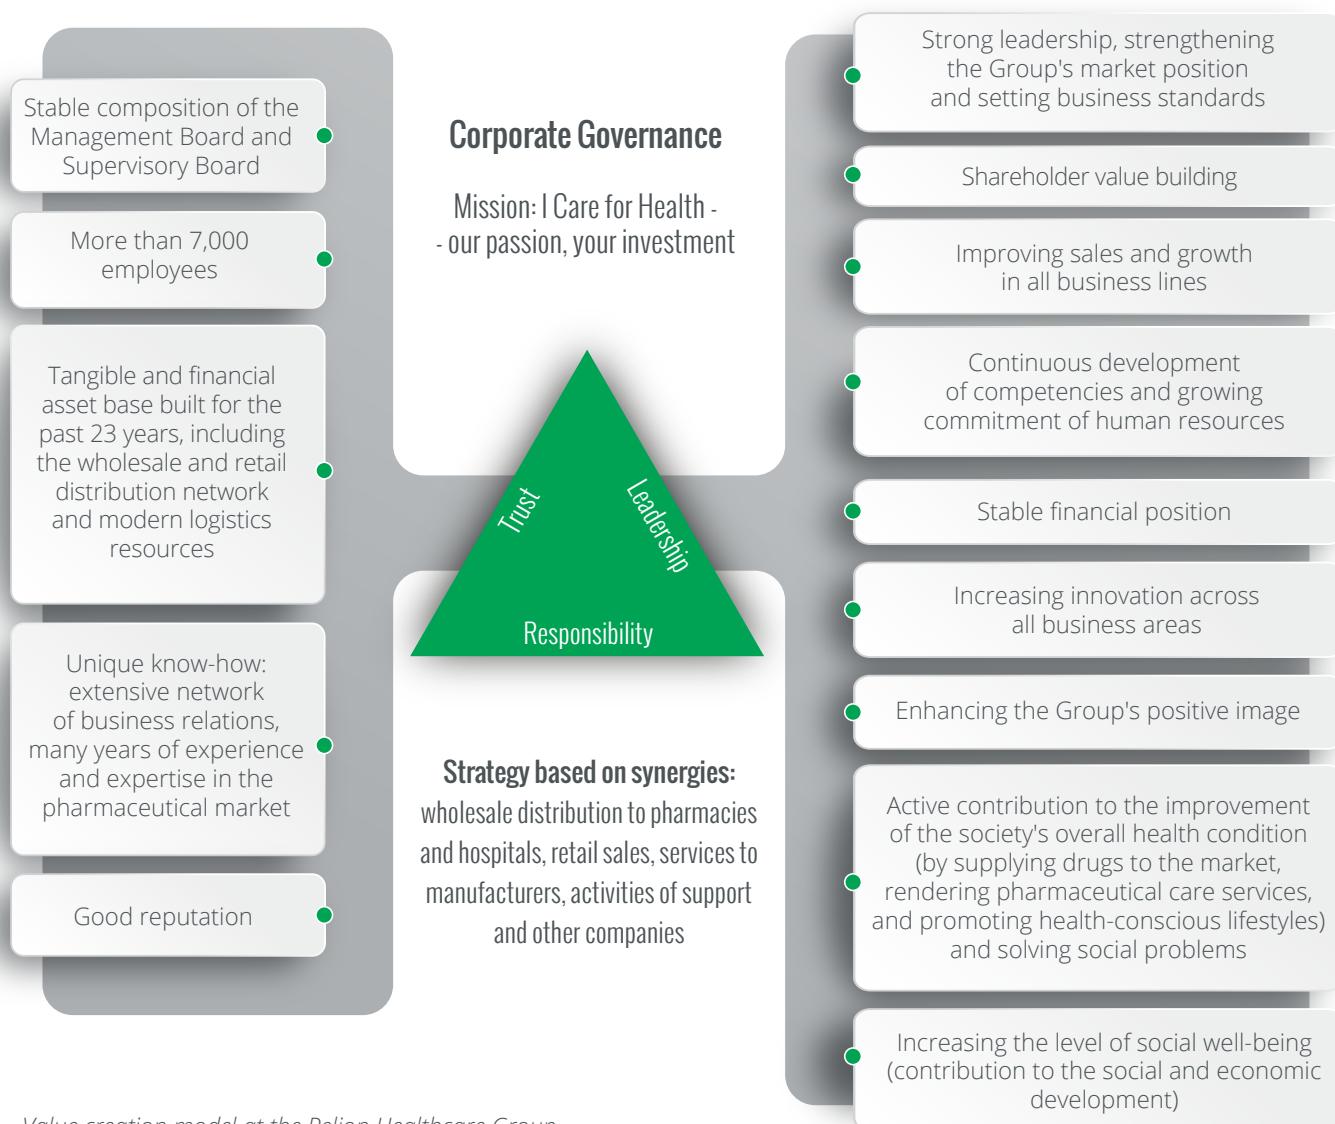 Stable composition of the
Management Board and
Supervisory Board
More than 7,000
employees
Tangible and financial
asset base built for the
past 23 years, including
the wholesale and retail
distribution network
and modern logistics
resources
Unique know-how:
extensive network
of business relations,
many years of experience
and expertise in the
pharmaceutical market
Good reputation
Corporate Governance
Mission: I Care for Health -
- our passion, your investment
Trust
Leadership
Responsibility
Strategy based on synergies:
wholesale distribution to pharmacies
and hospitals, retail sales, services to
manufacturers, activities of support
and other companies
Strong leadership, strengthening
the Group's market position
and setting business standards
Shareholder value building
Improving sales and growth
in all business lines
Continuous development
of competencies and growing
commitment of human resources
Stable financial position
Increasing innovation across
all business areas
Enhancing the Group's positive image
Active contribution to the improvement
of the society's overall health condition
(by supplying drugs to the market,
rendering pharmaceutical care services,
and promoting health-conscious lifestyles)
and solving social problems
Increasing the level of social well-being
(contribution to the social and economic
development)
Value creation model at the Pelion Healthcare Group